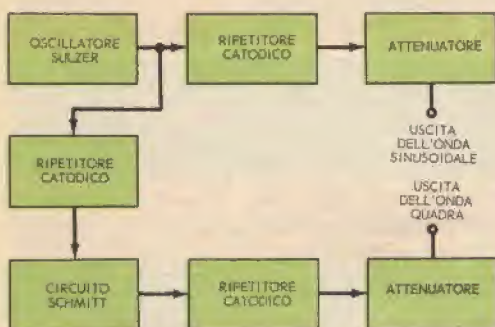 OSCILLATORE
SULZER
RIPETITORE
CATODICO
ATTENUATORE
USCITA
DELL'ONDA
SINUSOIDALE
RIPETITORE
CATODICO
USCITA
DELL'ONDA
QUADRA
CIRCUITO
SCHMITT
RIPETITORE
CATODICO
ATTENUATORE